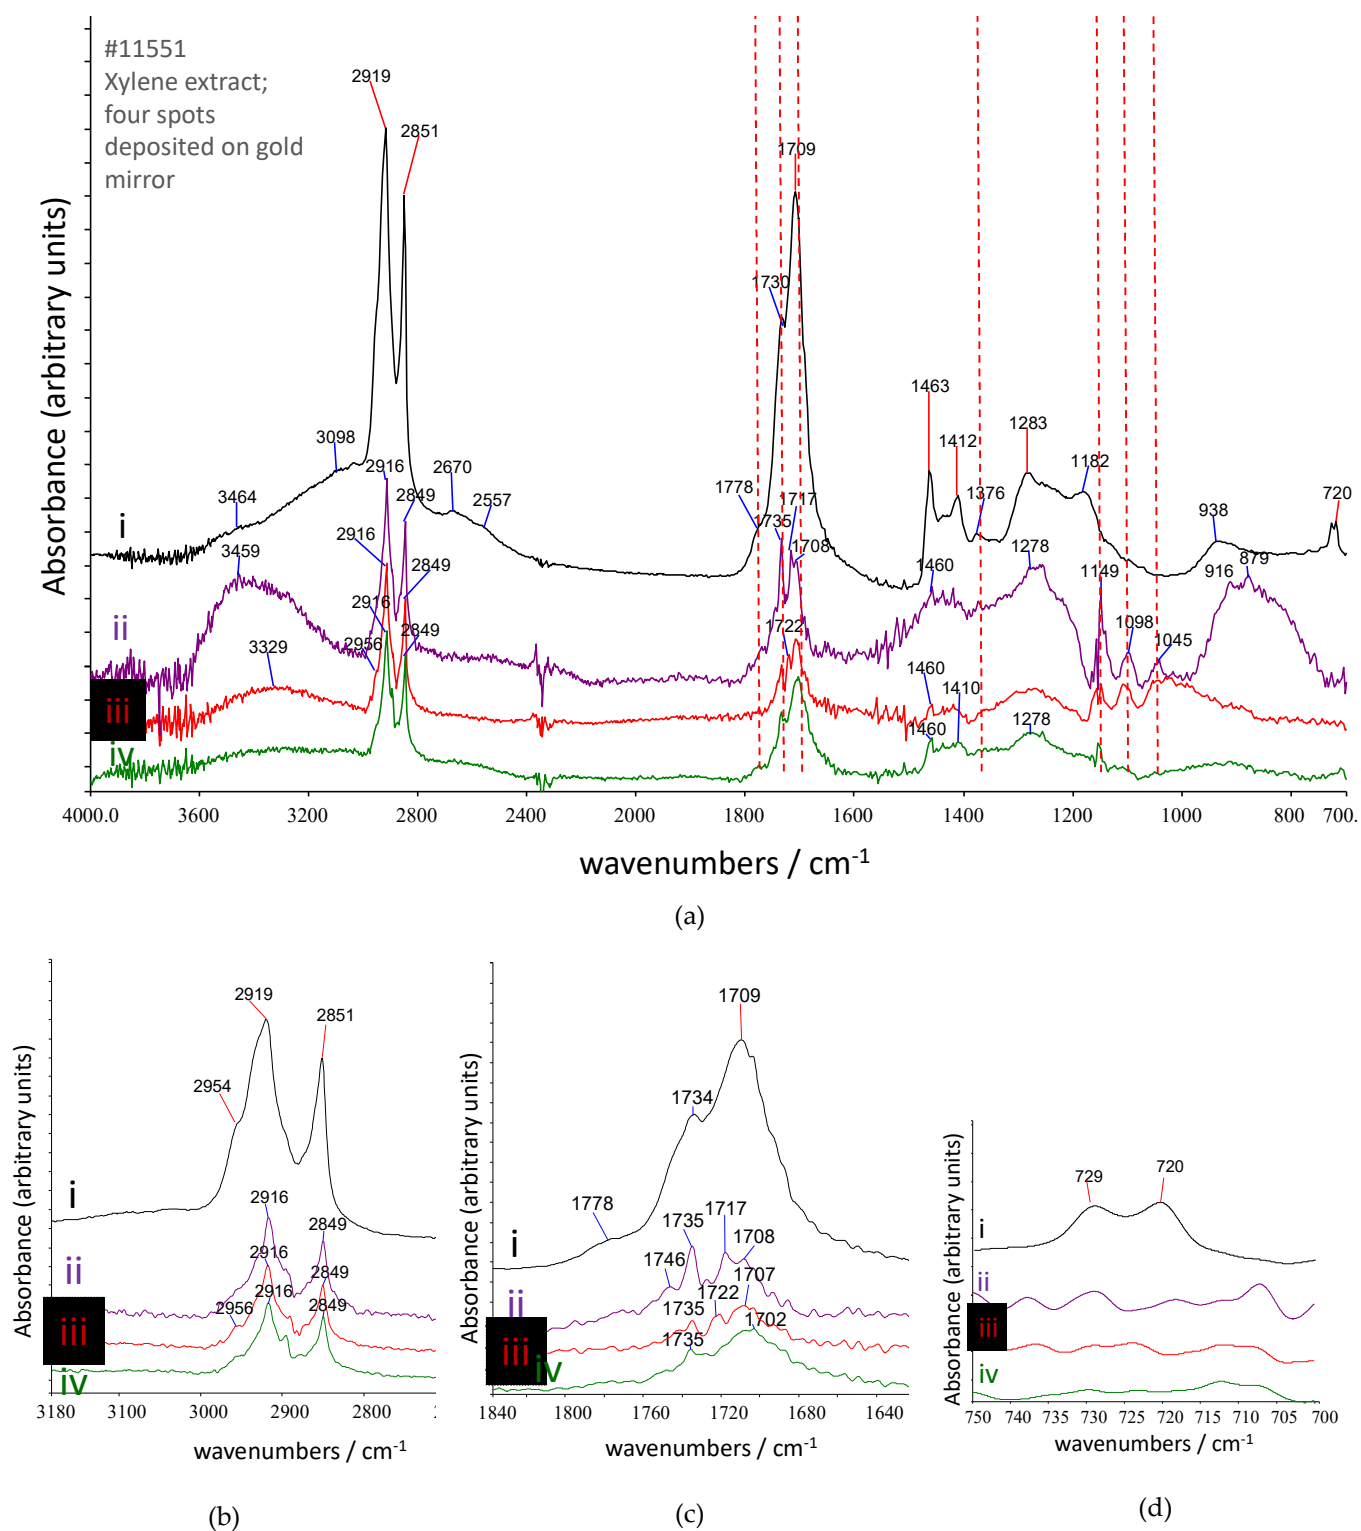 #11551
Xylene extract;
four spots
deposited on gold
mirror
Absorbance (arbitrary units)
2919
2851
1709
1730
3098
2670
2557
3464
1778
1463
1412
1376
1283
1182
938
720
i
2916
2849
1735
1717
1708
3459
1460
1278
1149
1098
1045
916
879
ii
2916
2849
1722
2956
3329
1460
1410
iii
2916
2849
1460
1278
iv
4000.0 3600 3200 2800 2400 2000 1800 1600 1400 1200 1000 800 700.
wavenumbers / cm-1
(a)
Absorbance (arbitrary units)
2919
2851
2954
i
2916
2849
ii
2916
2849
2956
iii
2916
2849
iv
3180 3100 3000 2900 2800
wavenumbers / cm-1
(b)
Absorbance (arbitrary units)
1709
1734
1778
i
1746
1735
1717
1708
ii
1735
1722
1707
iii
1735
1702
iv
1840 1800 1760 1720 1680 1640
wavenumbers / cm-1
(c)
Absorbance (arbitrary units)
729
720
i
ii
iii
iv
750 740 735 729 725 720 715 710 705 700
wavenumbers / cm-1
(d)